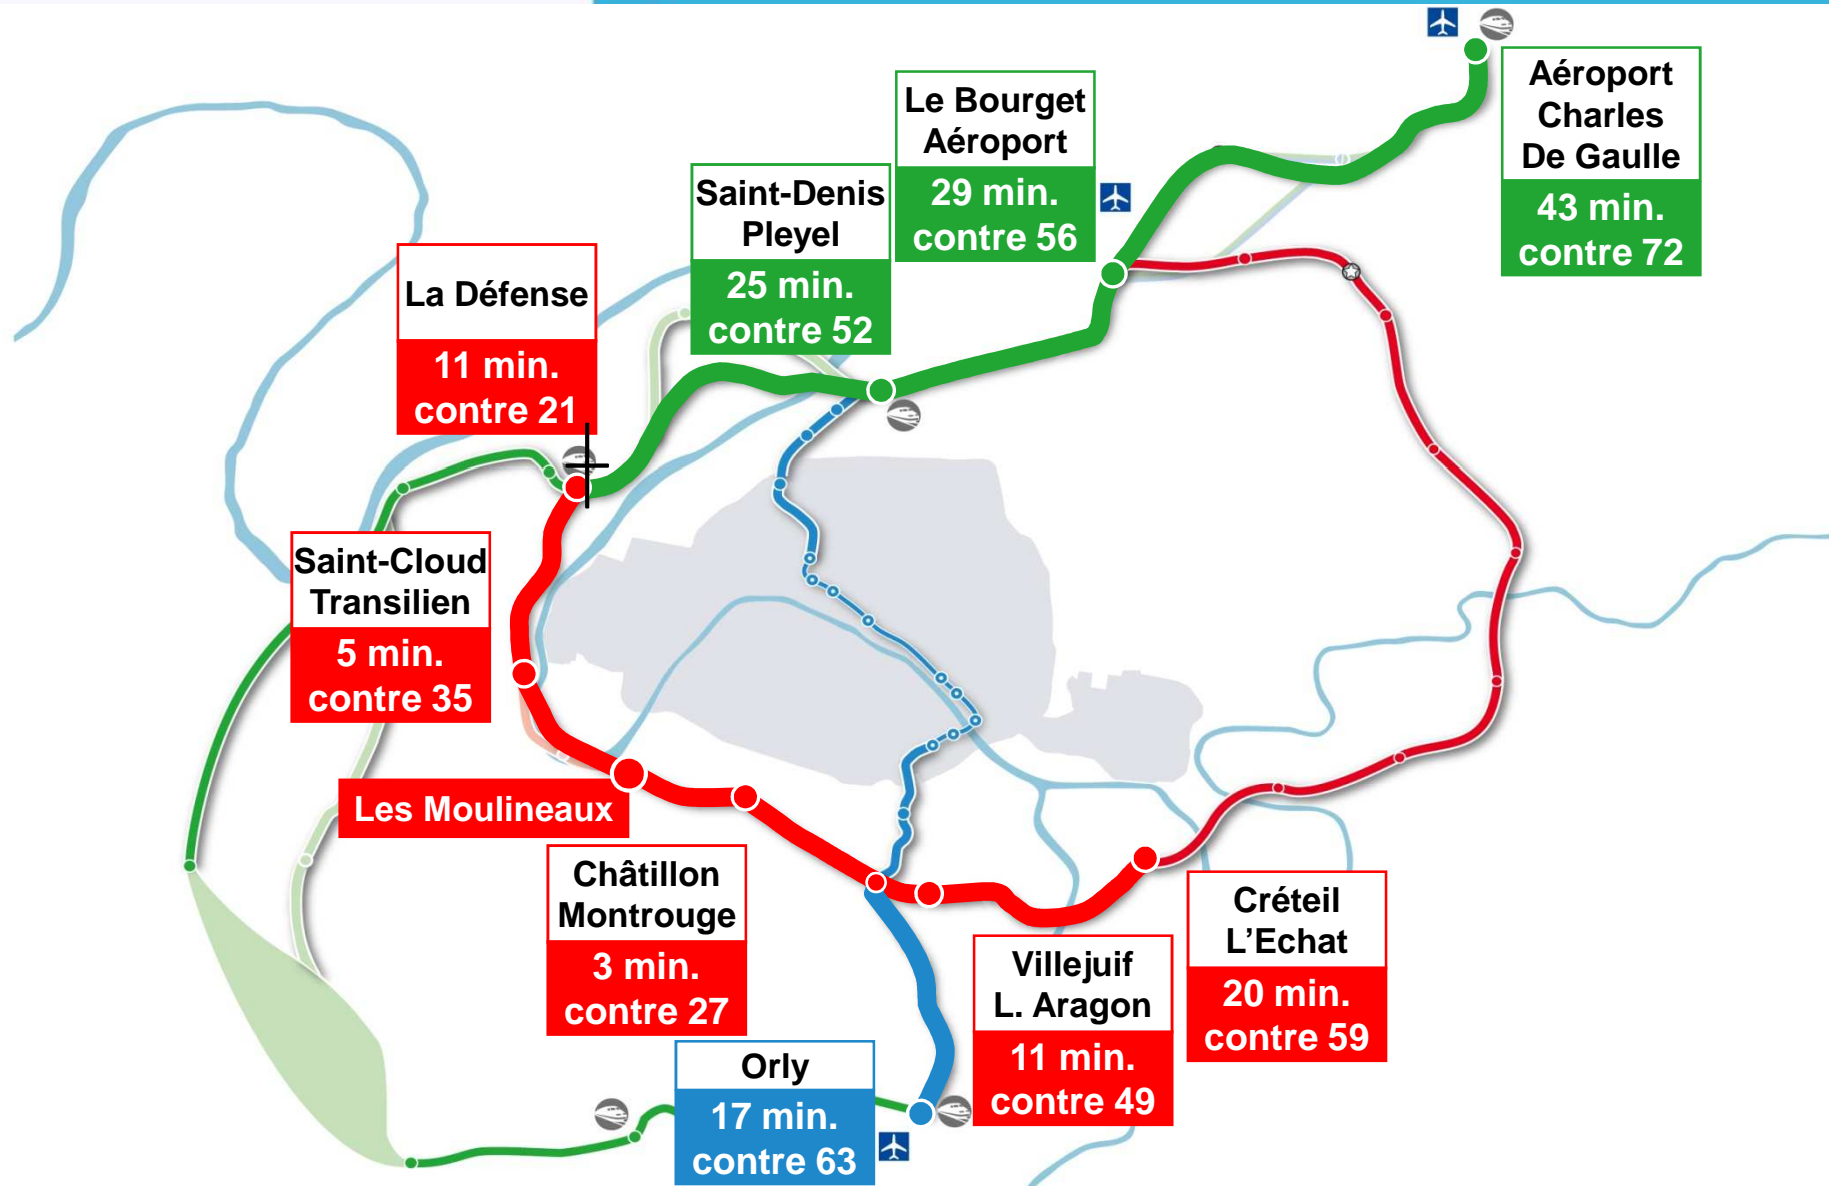 Aéroport
Charles
De Gaulle
43 min.
contre 72
Le Bourget
Aéroport
29 min.
contre 56
Saint-Denis
Pleyel
25 min.
contre 52
La Défense
11 min.
contre 21
Saint-Cloud
Transilien
5 min.
contre 35
Les Moulineaux
Châtillon
Montrouge
3 min.
contre 27
Villejuif
L. Aragon
11 min.
contre 49
Créteil
L’Echat
20 min.
contre 59
Orly
17 min.
contre 63